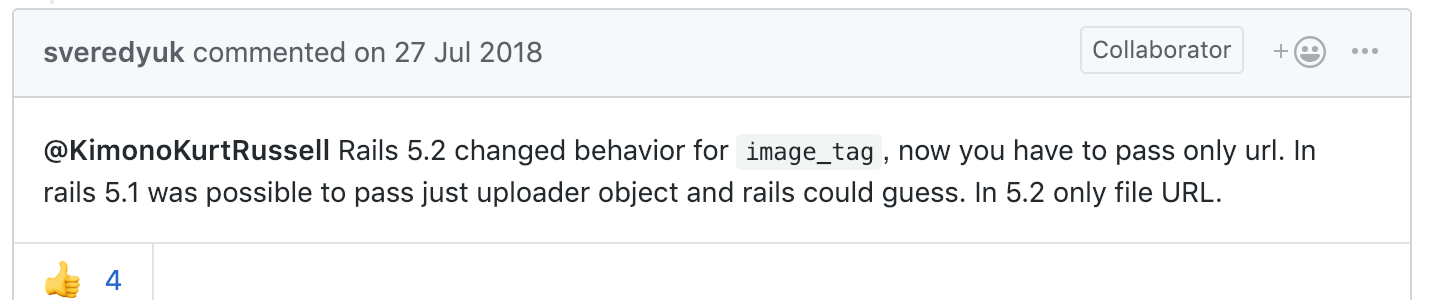 sveredyuk commented on 27 Jul 2018 Collaborator + ...
@KimonoKurtRussell Rails 5.2 changed behavior for image_tag, now you have to pass only url. In
rails 5.1 was possible to pass just uploader object and rails could guess. In 5.2 only file URL.
👍 4